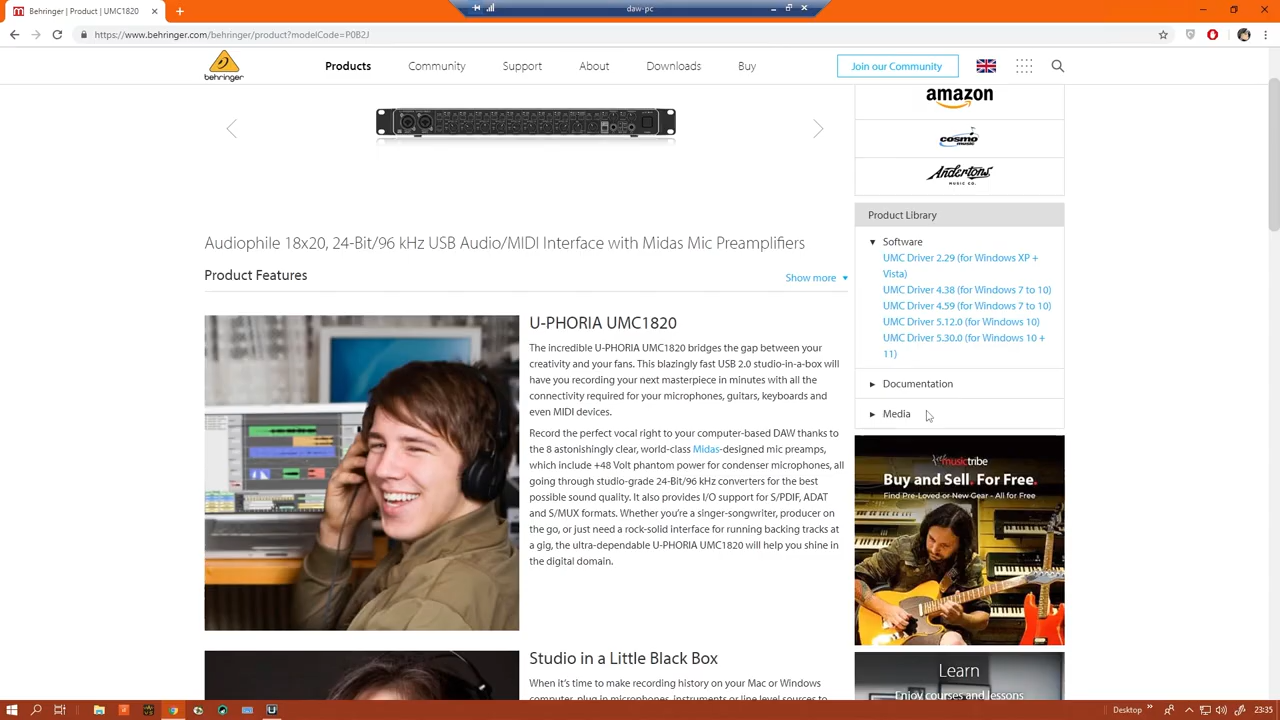 Behringer | Product | UMC1820
daw-pc
https://www.behringer.com/behringer/product?modelCode=P0B2J
behringer
Products
Community
Support
About
Downloads
Buy
Join our Community
amazon
cosmo
MUSIC
Andertons
MUSIC CO.
Audiophile 18x20, 24-Bit/96 kHz USB Audio/MIDI Interface with Midas Mic Preamplifiers
Product Features
Show more
U-PHORIA UMC1820
The incredible U-PHORIA UMC1820 bridges the gap between your
creativity and your fans. This blazingly fast USB 2.0 studio-in-a-box will
have you recording your next masterpiece in minutes with all the
connectivity required for your microphones, guitars, keyboards and
even MIDI devices.
Record the perfect vocal right to your computer-based DAW thanks to
the 8 astonishingly clear, world-class Midas-designed mic preamps,
which include +48 Volt phantom power for condenser microphones, all
going through studio-grade 24-Bit/96 kHz converters for the best
possible sound quality. It also provides I/O support for S/PDIF, ADAT
and S/MUX formats. Whether you're a singer-songwriter, producer on
the go, or just need a rock-solid interface for running backing tracks at
a gig, the ultra-dependable U-PHORIA UMC1820 will help you shine in
the digital domain.
Studio in a Little Black Box
When it's time to make recording history on your Mac or Windows
computer, plug in microphones, instruments or line level sources to
Product Library
Software
UMC Driver 2.29 (for Windows XP +
Vista)
UMC Driver 4.38 (for Windows 7 to 10)
UMC Driver 4.59 (for Windows 7 to 10)
UMC Driver 5.12.0 (for Windows 10)
UMC Driver 5.30.0 (for Windows 10 +
11)
Documentation
Media
musictribe
Buy and Sell. For Free.
Find Pre-Loved or New Gear - All for Free
Learn
Enjoy courses and lessons
Desktop
23:35